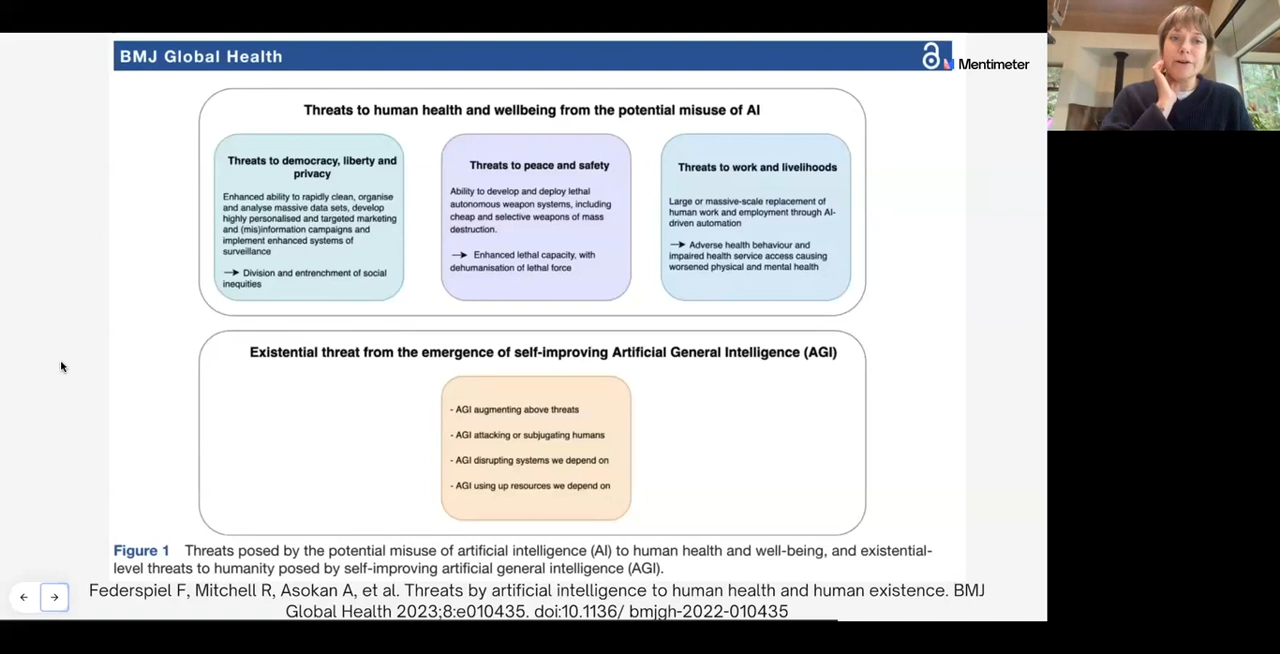 BMJ Global Health
Mentimeter
Threats to human health and wellbeing from the potential misuse of AI
Threats to democracy, liberty and
privacy
Enhanced ability to rapidly clean, organise
and analyse massive data sets, develop
highly personalised and targeted marketing
and (mis)information campaigns and
implement enhanced systems of
surveillance
→ Division and entrenchment of social
inequities
Threats to peace and safety
Ability to develop and deploy lethal
autonomous weapon systems, including
cheap and selective weapons of mass
destruction.
→ Enhanced lethal capacity, with
dehumanisation of lethal force
Threats to work and livelihoods
Large or massive-scale replacement of
human work and employment through AI-
driven automation
→ Adverse health behaviour and
impaired health service access causing
worsened physical and mental health
Existential threat from the emergence of self-improving Artificial General Intelligence (AGI)
- AGI augmenting above threats
- AGI attacking or subjugating humans
- AGI disrupting systems we depend on
- AGI using up resources we depend on
Figure 1 Threats posed by the potential misuse of artificial intelligence (AI) to human health and well-being, and existential-
level threats to humanity posed by self-improving artificial general intelligence (AGI).
Federspiel F, Mitchell R, Asokan A, et al. Threats by artificial intelligence to human health and human existence. BMJ
Global Health 2023;8:e010435. doi:10.1136/ bmjgh-2022-010435